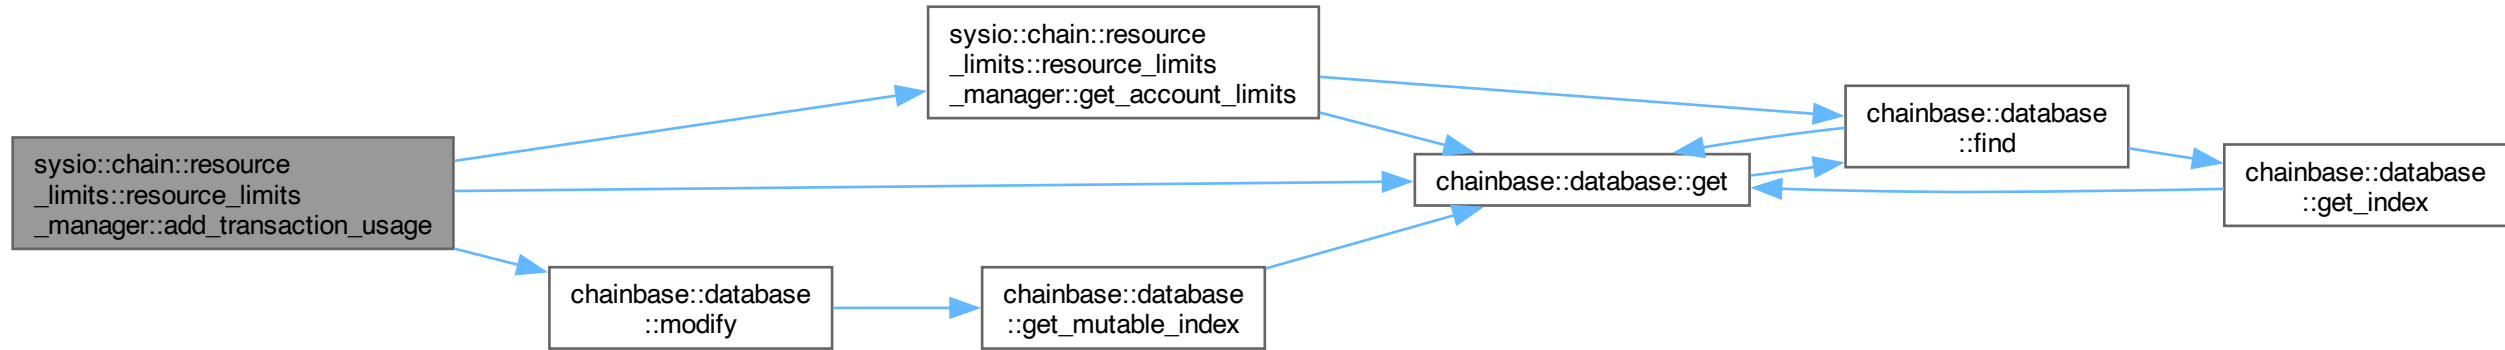 sysio::chain::resource
_limits::resource_limits
_manager::add_transaction_usage
sysio::chain::resource
_limits::resource_limits
_manager::get_account_limits
chainbase::database::get
chainbase::database
::find
chainbase::database
::get_index
chainbase::database
::modify
chainbase::database
::get_mutable_index